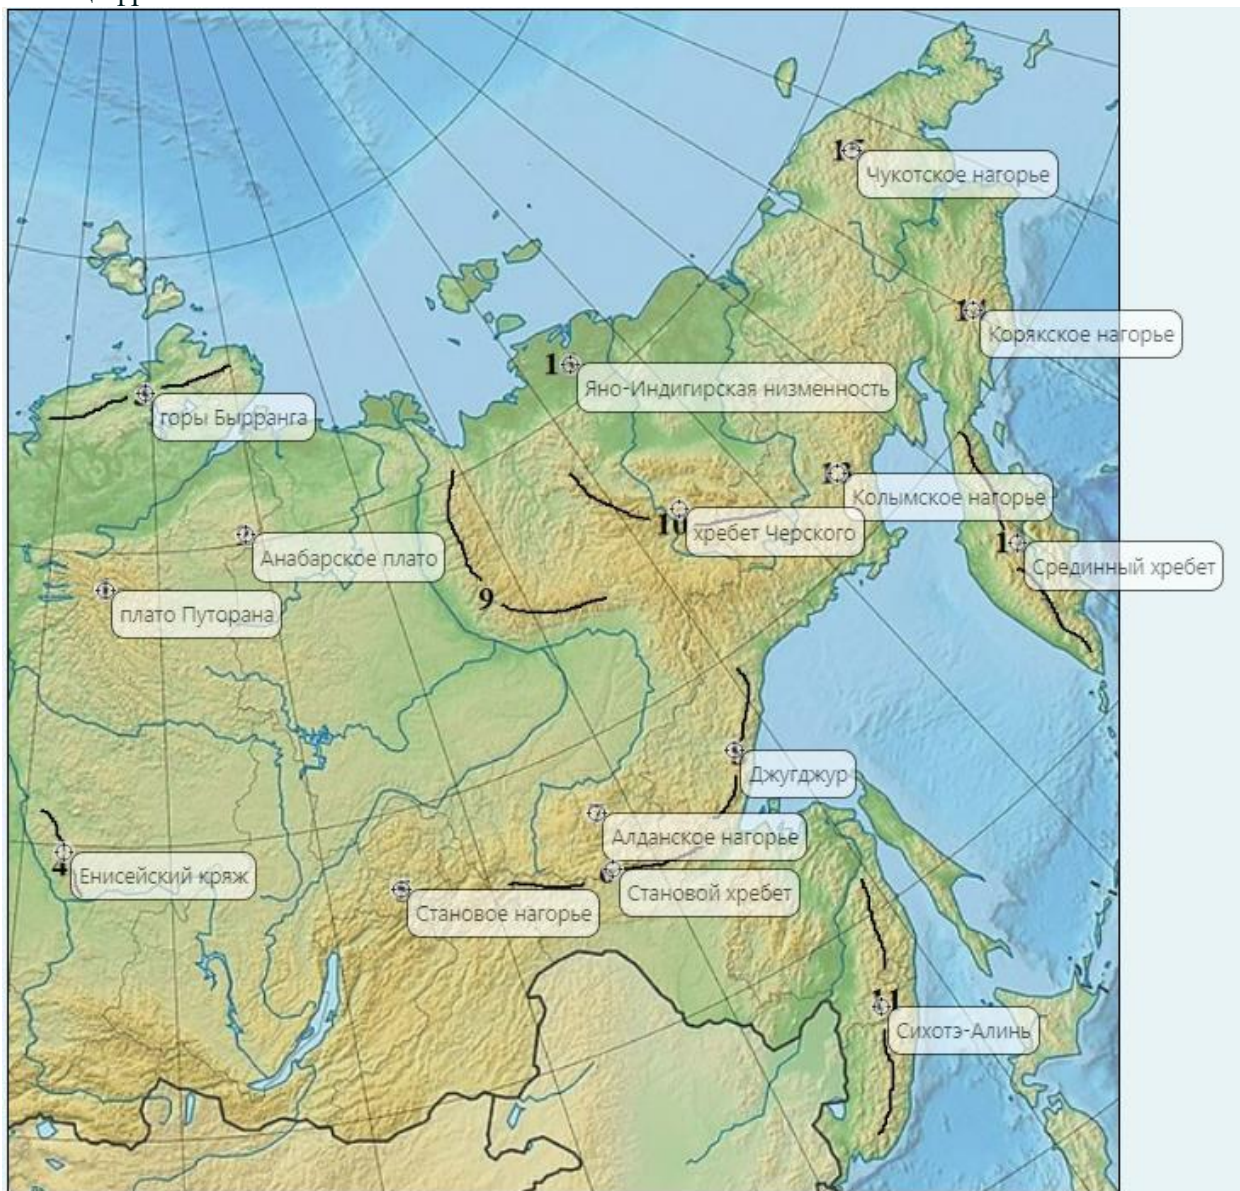 Чукотское нагорье
Корякское нагорье
1
Яно-Индигирская низменность
горы Бырранга
Колымское нагорье
10
хребет Черского
Анабарское плато
1
Срединный хребет
9
плато Путорана
Джугджур
Алданское нагорье
4
Енисейский кряж
Становой хребет
Становое нагорье
11
Сихотэ-Алинь